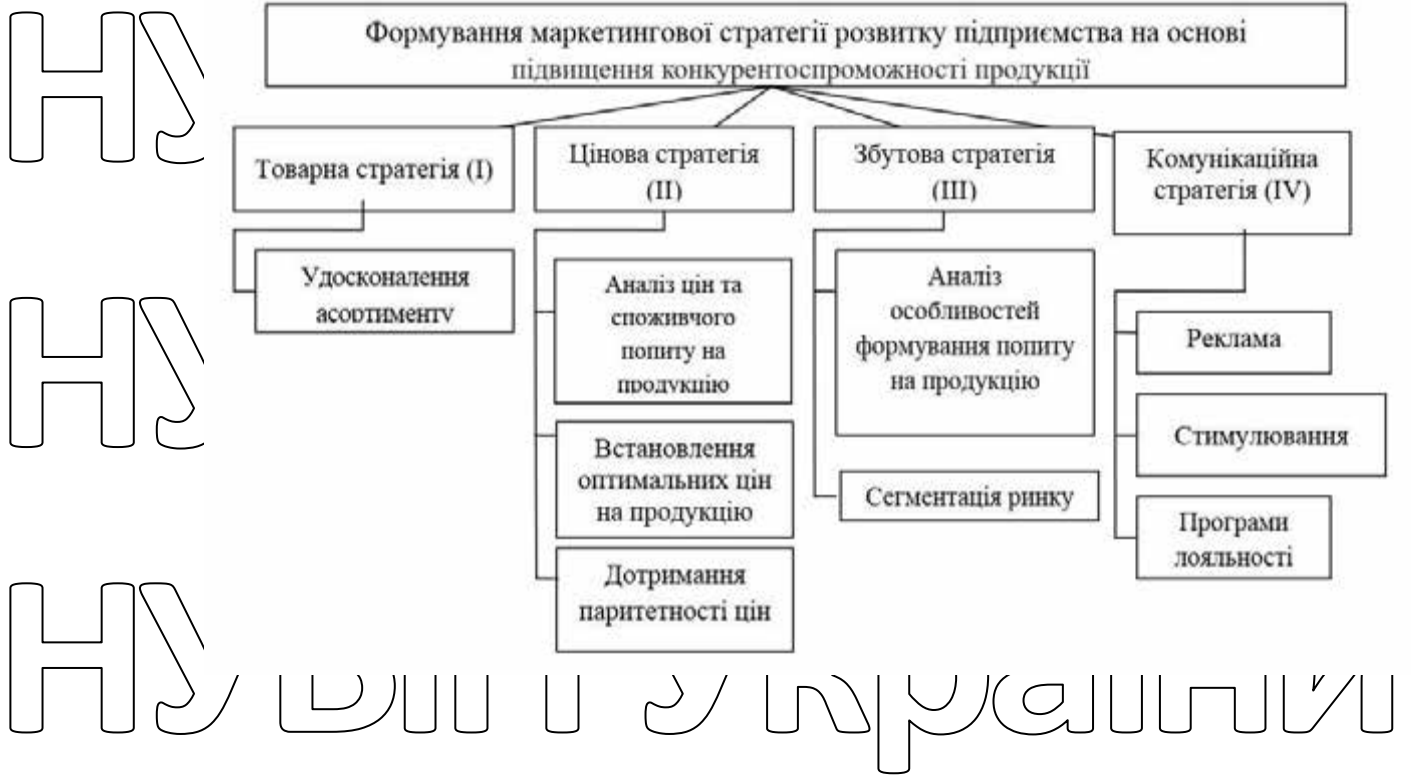 Формування маркетингової стратегії розвитку підприємства на основі
підвищення конкурентоспроможності продукції
Товарна стратегія (I)
Удосконалення
асортименту
Цінова стратегія
(II)
Аналіз цін та
споживчого
попиту на
продукцію
Встановлення
оптимальних цін
на продукцію
Дотримання
паритетності цін
Збутова стратегія
(III)
Аналіз
особливостей
формування попиту
на продукцію
Сегментація ринку
Комунікаційна
стратегія (IV)
Реклама
Стимулювання
Програми
лояльності
НУ
НУ
НУБіП України